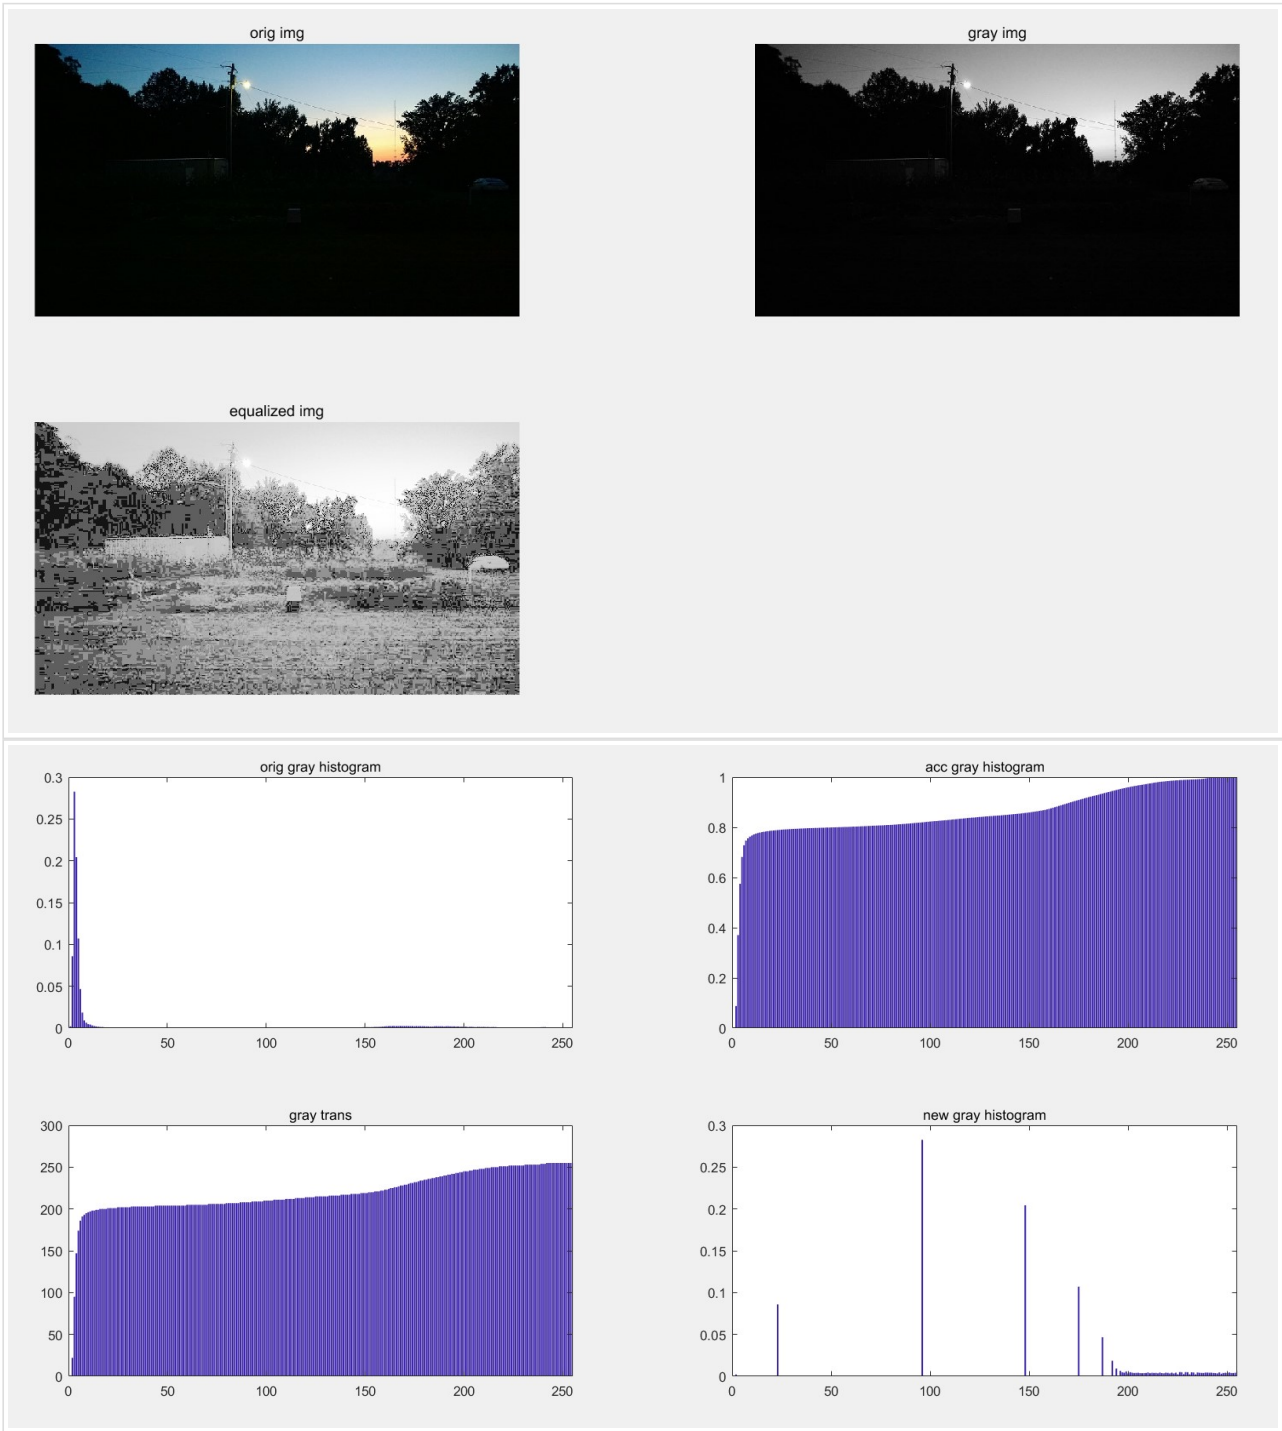 orig img
gray img
equalized img
orig gray histogram
0.3
0.25
0.2
0.15
0.1
0.05
0
0 50 100 150 200 250
acc gray histogram
1
0.8
0.6
0.4
0.2
0
0 50 100 150 200 250
gray trans
300
250
200
150
100
50
0
0 50 100 150 200 250
new gray histogram
0.3
0.25
0.2
0.15
0.1
0.05
0
0 50 100 150 200 250